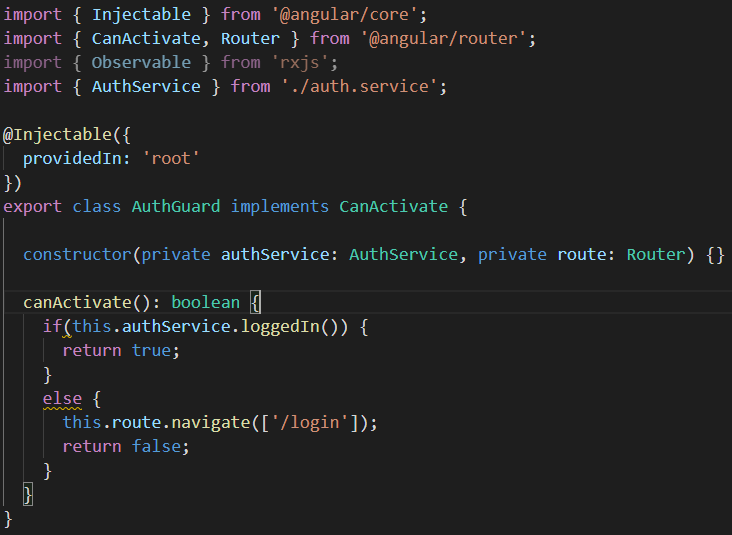 import { Injectable } from '@angular/core';
import { CanActivate, Router } from '@angular/router';
import { Observable } from 'rxjs';
import { AuthService } from './auth.service';
@Injectable({
providedIn: 'root'
})
export class AuthGuard implements CanActivate {
constructor(private authService: AuthService, private route: Router) {}
canActivate(): boolean {
if(this.authService.loggedIn()) {
return true;
}
else {
this.route.navigate(['/login']);
return false;
}
}
}